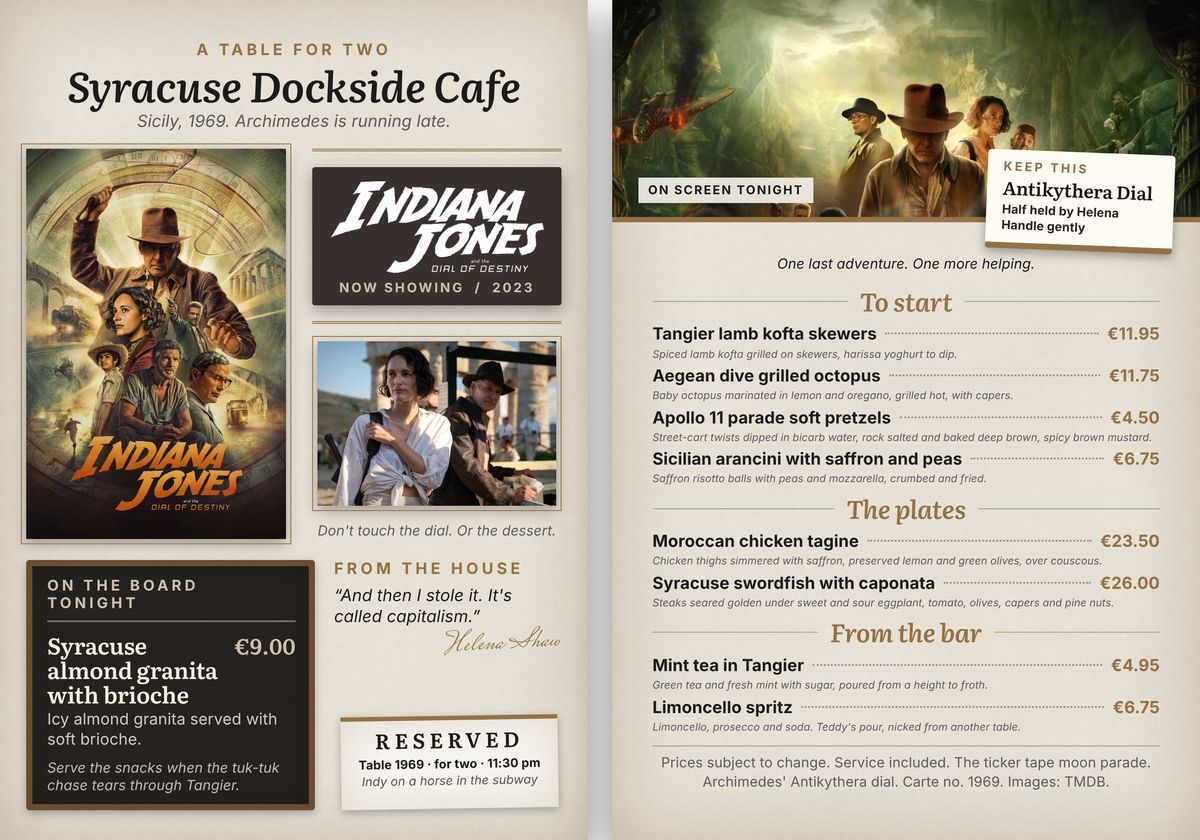 A TABLE FOR TWO
Syracuse Dockside Cafe
Sicily, 1969. Archimedes is running late.
INDIANA
JONES
and the
DIAL OF DESTINY
INDIANA
JONES
and the
DIAL OF DESTINY
NOW SHOWING / 2023
Don't touch the dial. Or the dessert.
ON THE BOARD
TONIGHT
Syracuse €9.00
almond granita
with brioche
Icy almond granita served with
soft brioche.
Serve the snacks when the tuk-tuk
chase tears through Tangier.
FROM THE HOUSE
“And then I stole it. It's
called capitalism.”
Helena Shaw
RESERVED
Table 1969 · for two · 11:30 pm
Indy on a horse in the subway
ON SCREEN TONIGHT
KEEP THIS
Antikythera Dial
Half held by Helena
Handle gently
One last adventure. One more helping.
To start
Tangier lamb kofta skewers €11.95
Spiced lamb kofta grilled on skewers, harissa yoghurt to dip.
Aegean dive grilled octopus €11.75
Baby octopus marinated in lemon and oregano, grilled hot, with capers.
Apollo 11 parade soft pretzels €4.50
Street-cart twists dipped in bicarb water, rock salted and baked deep brown, spicy brown mustard.
Sicilian arancini with saffron and peas €6.75
Saffron risotto balls with peas and mozzarella, crumbed and fried.
The plates
Moroccan chicken tagine €23.50
Chicken thighs simmered with saffron, preserved lemon and green olives, over couscous.
Syracuse swordfish with caponata €26.00
Steaks seared golden under sweet and sour eggplant, tomato, olives, capers and pine nuts.
From the bar
Mint tea in Tangier €4.95
Green tea and fresh mint with sugar, poured from a height to froth.
Limoncello spritz €6.75
Limoncello, prosecco and soda. Teddy's pour, nicked from another table.
Prices subject to change. Service included. The ticker tape moon parade.
Archimedes' Antikythera dial. Carte no. 1969. Images: TMDB.